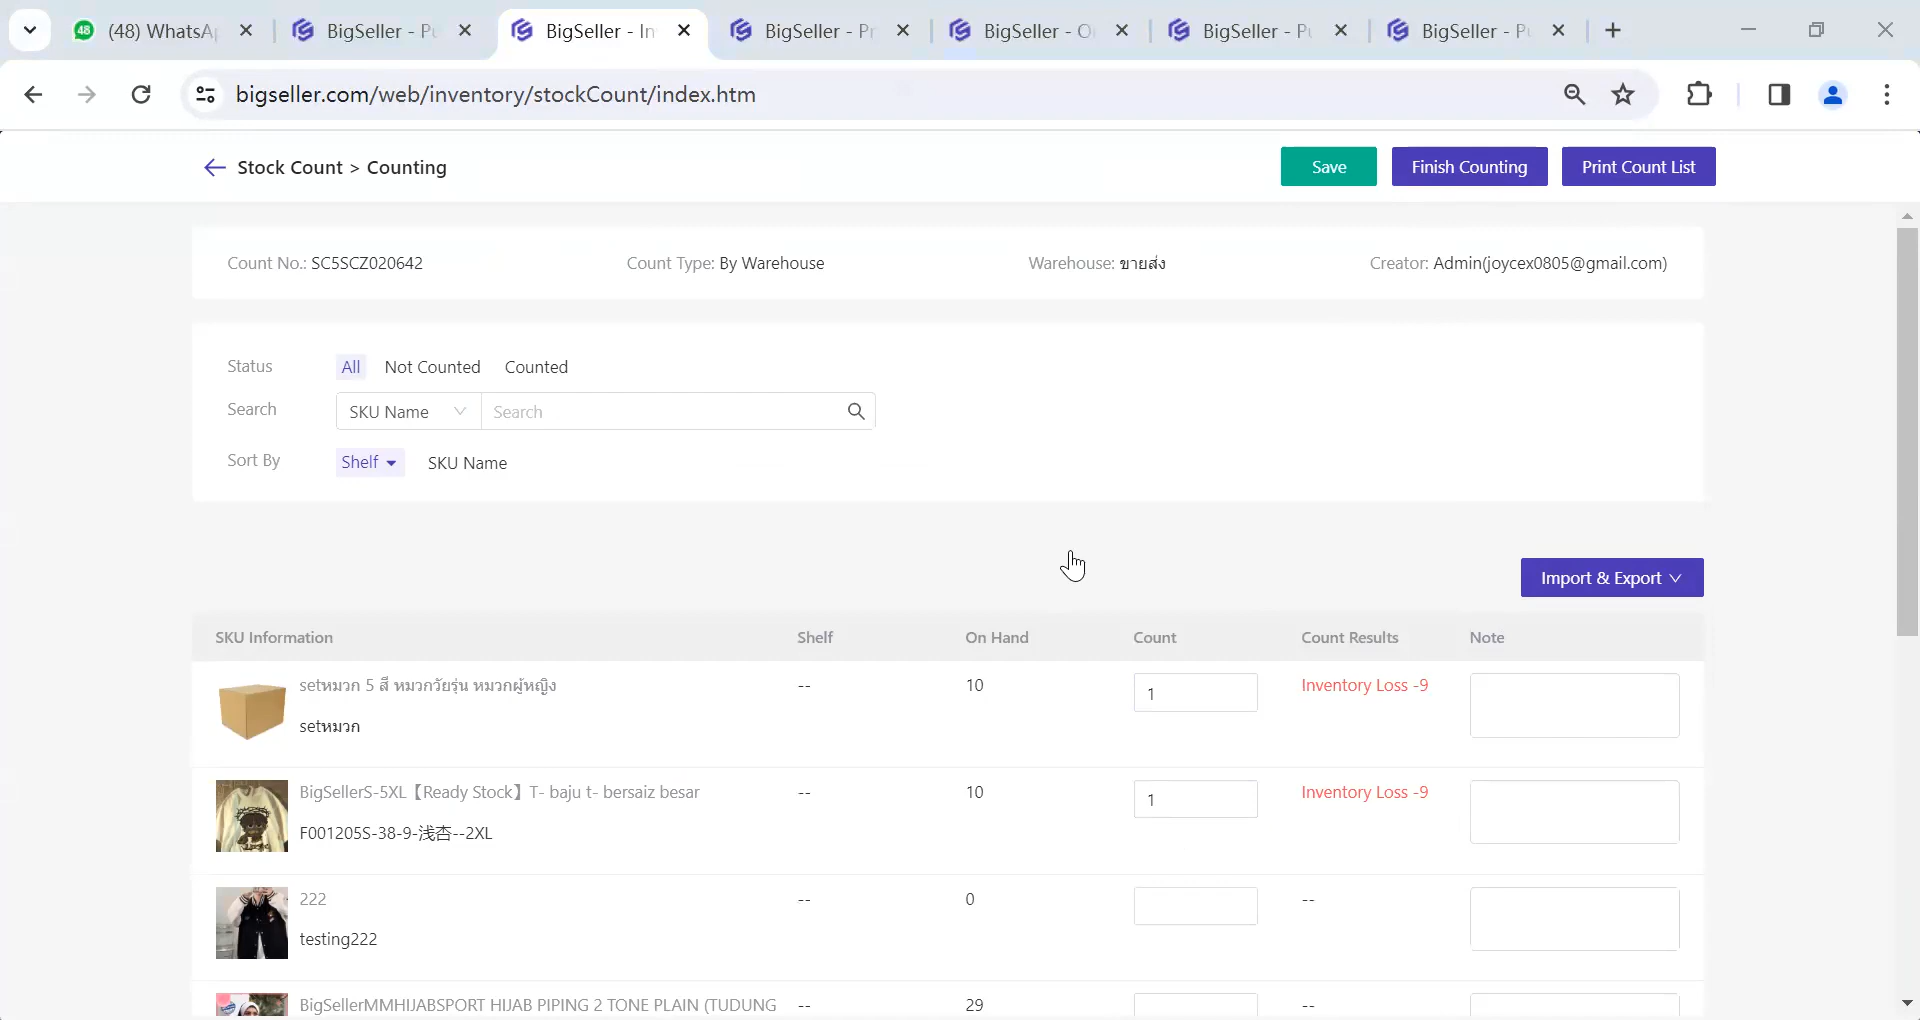 (48) WhatsA
BigSeller - Pu
BigSeller - In
BigSeller - Pr
BigSeller - O
BigSeller - Pu
BigSeller - Pu
bigseller.com/web/inventory/stockCount/index.htm
Stock Count > Counting
Save
Finish Counting
Print Count List
Count No.: SC5SCZ020642
Count Type: By Warehouse
Warehouse: ขายส่ง
Creator: Admin(joycex0805@gmail.com)
Status
All
Not Counted
Counted
Search
SKU Name
Search
Sort By
Shelf
SKU Name
Import & Export
SKU Information
Shelf
On Hand
Count
Count Results
Note
setหมวก 5 สี หมวกวัยรุ่น หมวกผู้หญิง
--
10
1
Inventory Loss -9
setหมวก
BigSellerS-5XL【Ready Stock】T- baju t- bersaiz besar
--
10
1
Inventory Loss -9
F001205S-38-9-浅杏--2XL
222
--
0
--
testing222
BigSellerMMHIJABSPORT HIJAB PIPING 2 TONE PLAIN (TUDUNG
--
29
--